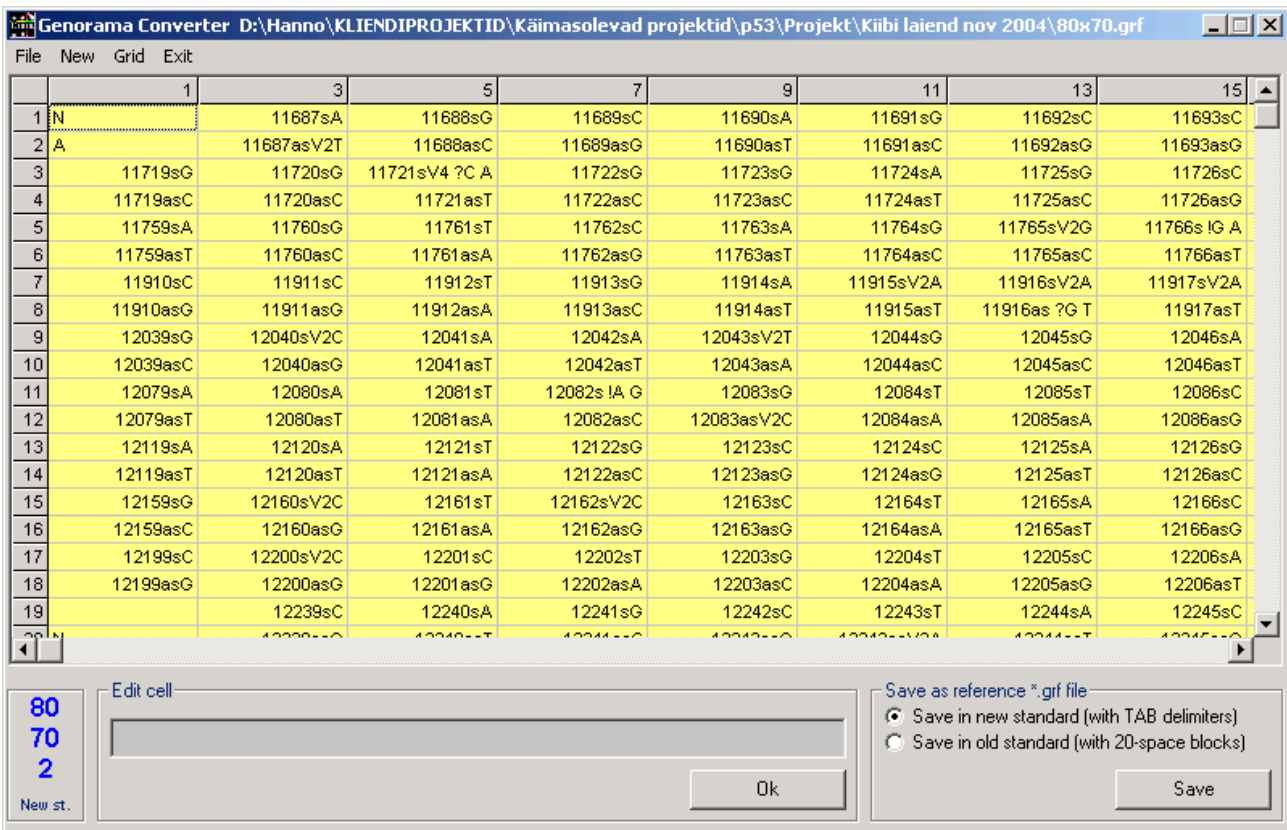 Genorama Converter D:\Hanno\KLIENDIPROJEKTID\Käimasolevad projektid\p53\Projekt\Kiibi laiend nov 2004\80x70.grf
File New Grid Exit
1 3 5 7 9 11 13 15
1 N 11687sA 11688sG 11689sC 11690sA 11691sG 11692sC 11693sC
2 A 11687asV2T 11688asC 11689asG 11690asT 11691asC 11692asG 11693asG
3 11719sG 11720sG 11721sV4 ?C A 11722sG 11723sG 11724sA 11725sG 11726sC
4 11719asC 11720asC 11721asT 11722asC 11723asC 11724asT 11725asC 11726asG
5 11759sA 11760sG 11761sT 11762sC 11763sA 11764sG 11765sV2G 11766s !G A
6 11759asT 11760asC 11761asA 11762asG 11763asT 11764asC 11765asC 11766asT
7 11910sC 11911sC 11912sT 11913sG 11914sA 11915sV2A 11916sV2A 11917sV2A
8 11910asG 11911asG 11912asA 11913asC 11914asT 11915asT 11916as ?G T 11917asT
9 12039sG 12040sV2C 12041sA 12042sA 12043sV2T 12044sG 12045sG 12046sA
10 12039asC 12040asG 12041asT 12042asT 12043asA 12044asC 12045asC 12046asT
11 12079sA 12080sA 12081sT 12082s !A G 12083sG 12084sT 12085sT 12086sC
12 12079asT 12080asT 12081asA 12082asC 12083asV2C 12084asA 12085asA 12086asG
13 12119sA 12120sA 12121sT 12122sG 12123sC 12124sC 12125sA 12126sG
14 12119asT 12120asT 12121asA 12122asC 12123asG 12124asG 12125asT 12126asC
15 12159sG 12160sV2C 12161sT 12162sV2C 12163sC 12164sT 12165sA 12166sC
16 12159asC 12160asG 12161asA 12162asG 12163asG 12164asA 12165asT 12166asG
17 12199sC 12200sV2C 12201sC 12202sT 12203sG 12204sT 12205sC 12206sA
18 12199asG 12200asG 12201asG 12202asA 12203asC 12204asA 12205asG 12206asT
19 12239sC 12240sA 12241sG 12242sC 12243sT 12244sA 12245sC
80
70
2
New st.
Edit cell
Ok
Save as reference *.grf file
Save in new standard (with TAB delimiters)
Save in old standard (with 20-space blocks)
Save